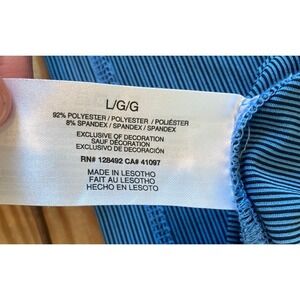 L/G/G
92% POLYESTER / POLYESTER / POLIÉSTER
8% SPANDEX / SPANDEX / SPANDEX
EXCLUSIVE OF DECORATION
SAUF DÉCORATION
EXCLUSIVO DE DECORACIÓN
RN# 128492 CA# 41097
MADE IN LESOTHO
FAIT AU LESOTHO
HECHO EN LESOTO